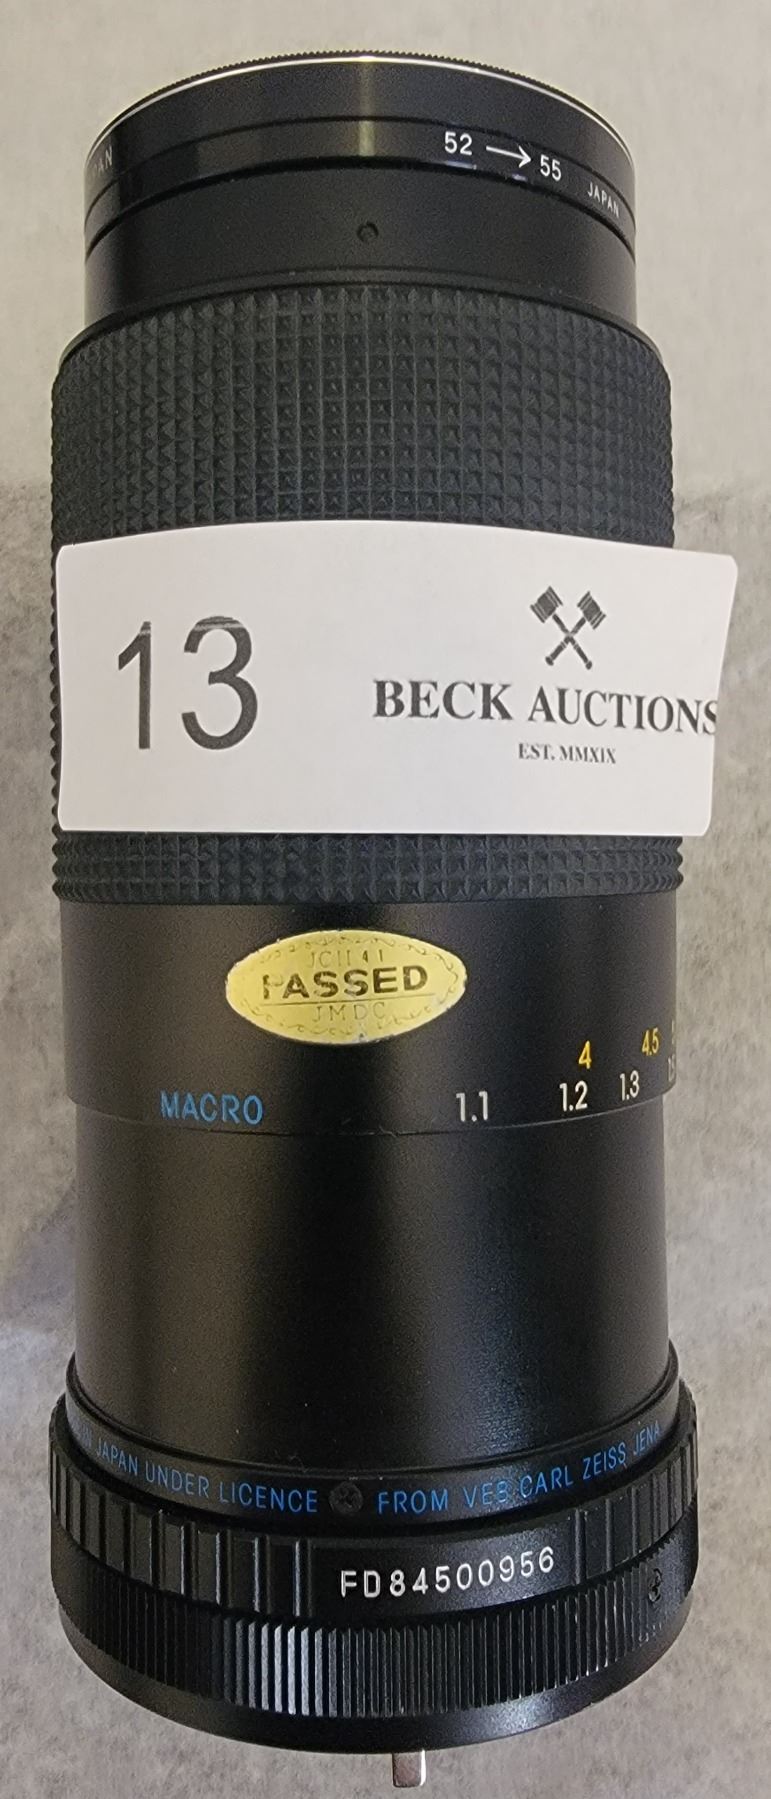 52 → 55 JAPAN
13
BECK AUCTIONS
EST. MMXIX
JCII 41
PASSED
JMDC
4 4.5
MACRO 1.1 1.2 1.3
JAPAN UNDER LICENCE FROM VEB CARL ZEISS JENA
FD84500956